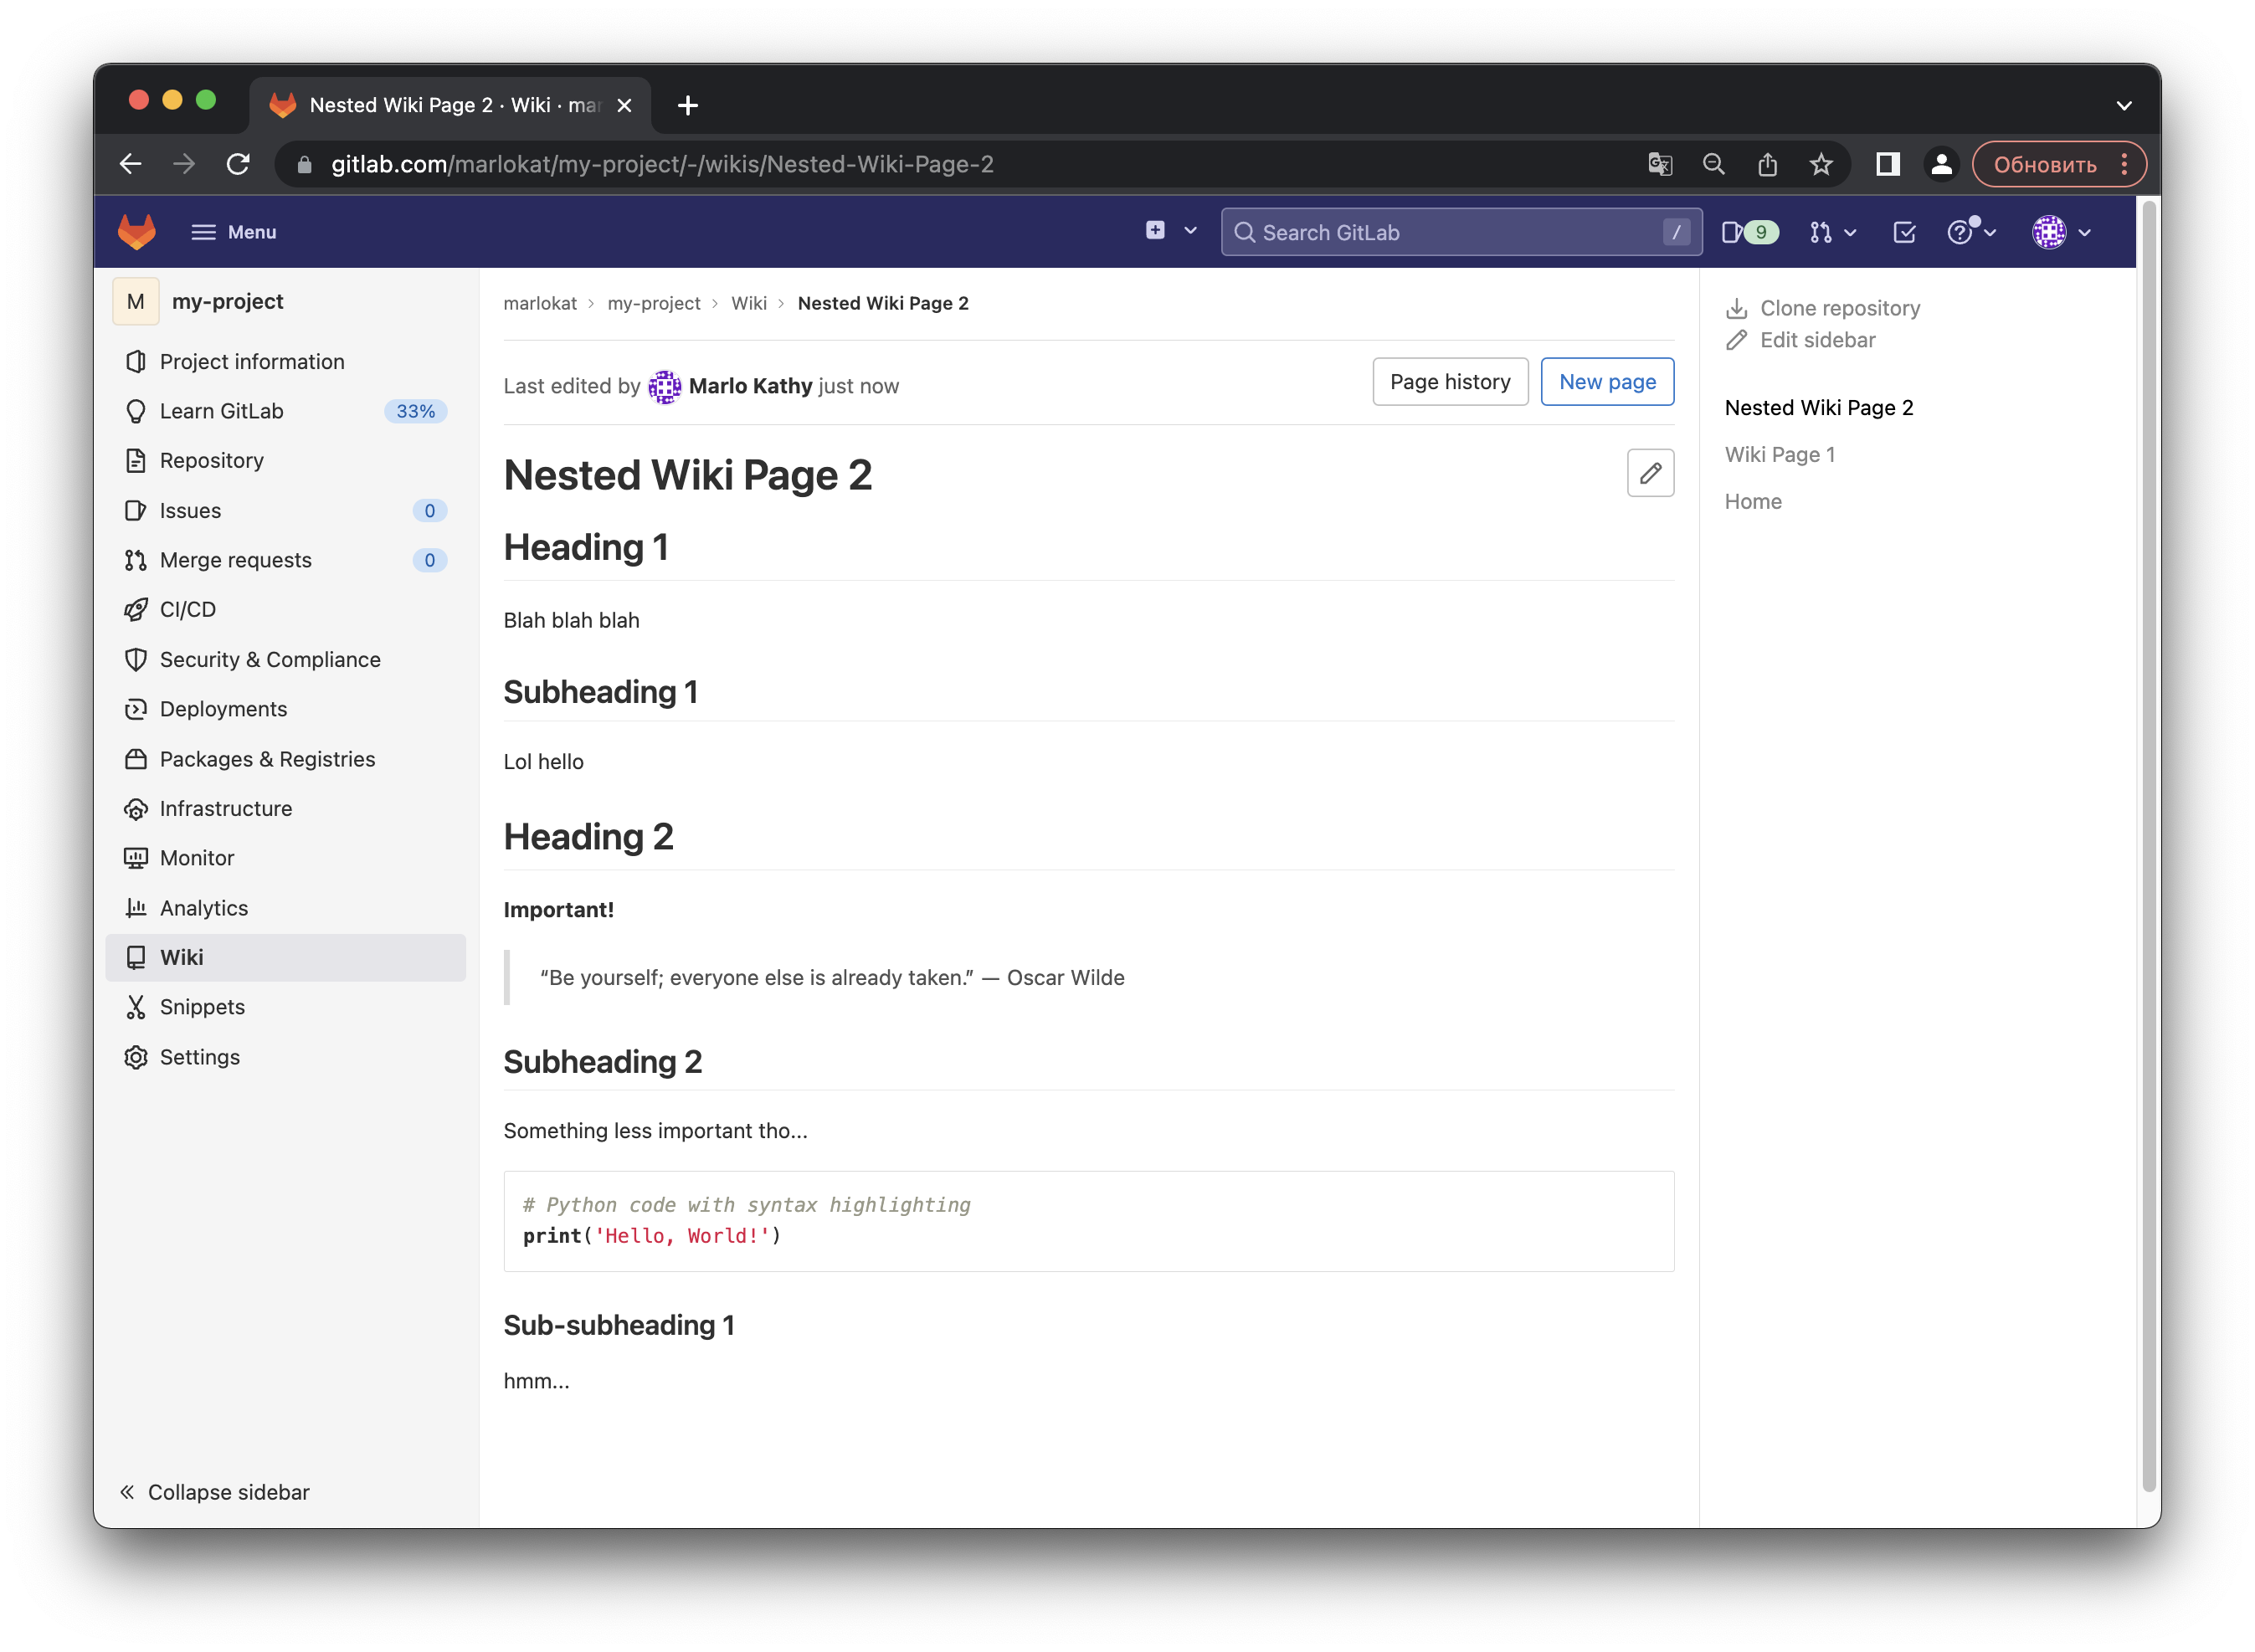 Nested Wiki Page 2 · Wiki · mar
gitlab.com/marlokat/my-project/-/wikis/Nested-Wiki-Page-2
Обновить
Menu
Search GitLab
/
9
M my-project
Project information
Learn GitLab 33%
Repository
Issues 0
Merge requests 0
CI/CD
Security & Compliance
Deployments
Packages & Registries
Infrastructure
Monitor
Analytics
Wiki
Snippets
Settings
Collapse sidebar
marlokat > my-project > Wiki > Nested Wiki Page 2
Last edited by Marlo Kathy just now
Page history
New page
Nested Wiki Page 2
Heading 1
Blah blah blah
Subheading 1
Lol hello
Heading 2
Important!
“Be yourself; everyone else is already taken.” — Oscar Wilde
Subheading 2
Something less important tho...
# Python code with syntax highlighting
print('Hello, World!')
Sub-subheading 1
hmm...
Clone repository
Edit sidebar
Nested Wiki Page 2
Wiki Page 1
Home